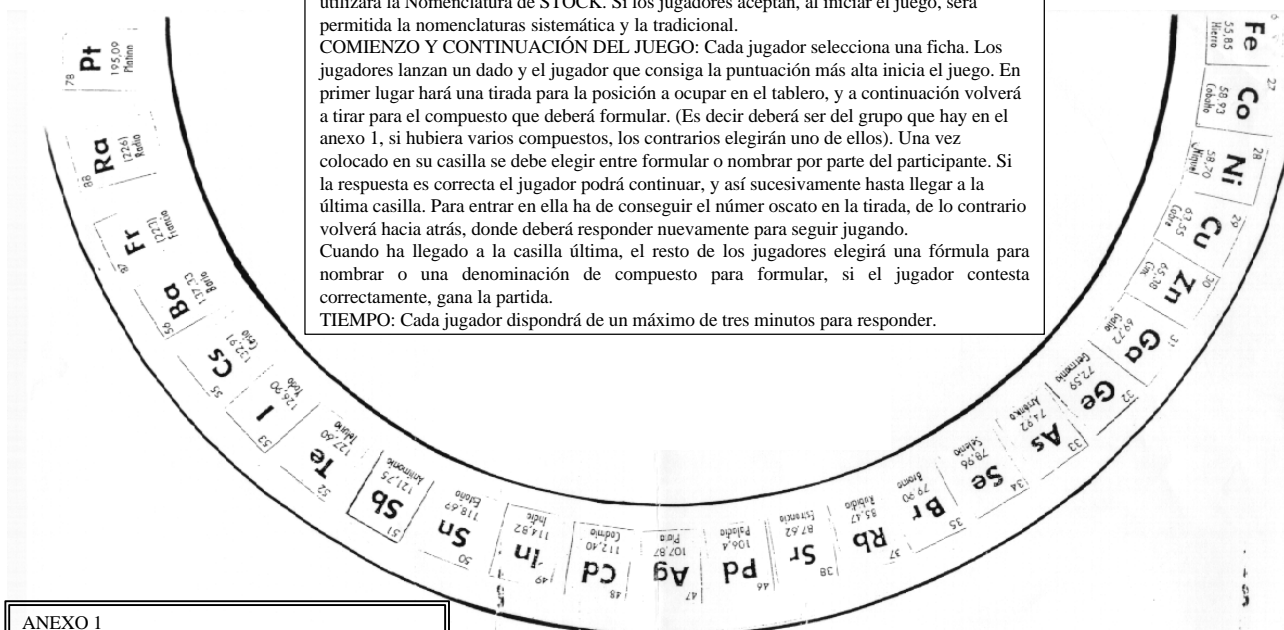 utilizará la Nomenclatura de STOCK. Si los jugadores aceptan, al iniciar el juego, será
permitida la nomenclaturas sistemática y la tradicional.
COMIENZO Y CONTINUACIÓN DEL JUEGO: Cada jugador selecciona una ficha. Los
jugadores lanzan un dado y el jugador que consiga la puntuación más alta inicia el juego. En
primer lugar hará una tirada para la posición a ocupar en el tablero, y a continuación volverá
a tirar para el compuesto que deberá formular. (Es decir deberá ser del grupo que hay en el
anexo 1, si hubiera varios compuestos, los contrarios elegirán uno de ellos). Una vez
colocado en su casilla se debe elegir entre formular o nombrar por parte del participante. Si
la respuesta es correcta el jugador podrá continuar, y así sucesivamente hasta llegar a la
última casilla. Para entrar en ella ha de conseguir el númer oscato en la tirada, de lo contrario
volverá hacia atrás, donde deberá responder nuevamente para seguir jugando.
Cuando ha llegado a la casilla última, el resto de los jugadores elegirá una fórmula para
nombrar o una denominación de compuesto para formular, si el jugador contesta
correctamente, gana la partida.
TIEMPO: Cada jugador dispondrá de un máximo de tres minutos para responder.
Fe
55,85
Hierro
27
Co
58,93
Cobalto
28
Ni
58,70
Níquel
29
Cu
63,55
Cobre
30
Zn
65,38
Cinc
31
Ga
69,72
Galio
32
Ge
72,59
Germanio
33
As
74,92
Arsénico
34
Se
78,96
Selenio
35
Br
79,90
Bromo
37
Rb
85,47
Rubidio
38
Sr
87,62
Estroncio
46
Pd
106,4
Paladio
47
Ag
107,87
Plata
48
Cd
112,40
Cadmio
49
In
114,82
Indio
50
Sn
118,69
Estaño
51
Sb
121,75
Antimonio
52
Te
127,60
Teluro
53
I
126,90
Yodo
55
Cs
132,91
Cesio
56
Ba
137,33
Bario
87
Fr
(223)
Francio
88
Ra
(226)
Radio
78
Pt
195,09
Platino
ANEXO 1